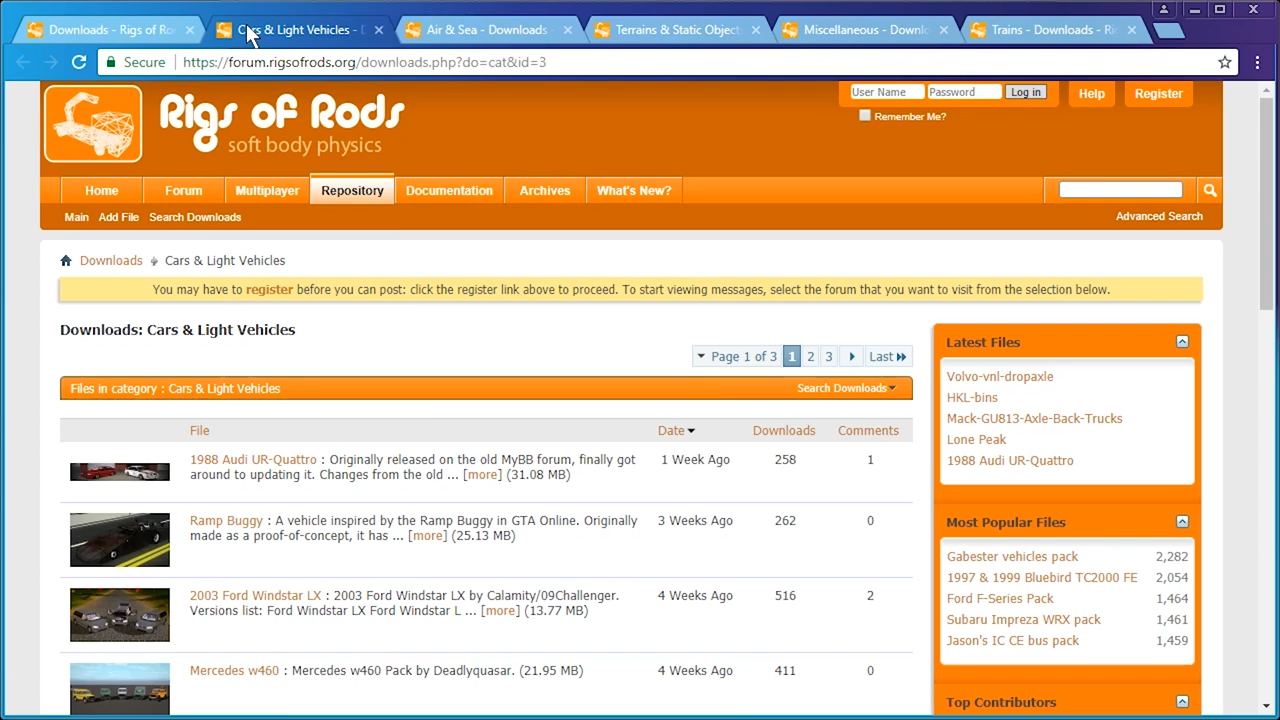 Downloads - Rigs of Ro
Cars & Light Vehicles - D
Air & Sea - Downloads
Terrains & Static Object
Miscellaneous - Downlo
Trains - Downloads - Ri
Secure https://forum.rigsofrods.org/downloads.php?do=cat&id=3
Rigs of Rods
soft body physics
User Name Password Log in Help Register
Remember Me?
Home Forum Multiplayer Repository Documentation Archives What's New?
Main Add File Search Downloads Advanced Search
Downloads Cars & Light Vehicles
You may have to register before you can post: click the register link above to proceed. To start viewing messages, select the forum that you want to visit from the selection below.
Downloads: Cars & Light Vehicles
Page 1 of 3 1 2 3 Last
Files in category : Cars & Light Vehicles Search Downloads
File Date Downloads Comments
1988 Audi UR-Quattro : Originally released on the old MyBB forum, finally got 1 Week Ago 258 1
around to updating it. Changes from the old ... [more] (31.08 MB)
Ramp Buggy : A vehicle inspired by the Ramp Buggy in GTA Online. Originally 3 Weeks Ago 262 0
made as a proof-of-concept, it has ... [more] (25.13 MB)
2003 Ford Windstar LX : 2003 Ford Windstar LX by Calamity/09Challenger. 4 Weeks Ago 516 2
Versions list: Ford Windstar LX Ford Windstar L ... [more] (13.77 MB)
Mercedes w460 : Mercedes w460 Pack by Deadlyquasar. (21.95 MB) 4 Weeks Ago 411 0
Latest Files
Volvo-vnl-dropaxle
HKL-bins
Mack-GU813-Axle-Back-Trucks
Lone Peak
1988 Audi UR-Quattro
Most Popular Files
Gabester vehicles pack 2,282
1997 & 1999 Bluebird TC2000 FE 2,054
Ford F-Series Pack 1,464
Subaru Impreza WRX pack 1,461
Jason's IC CE bus pack 1,459
Top Contributors